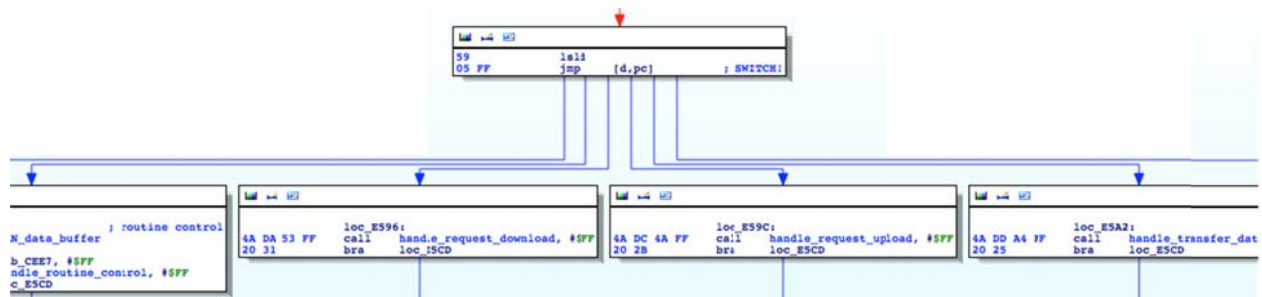 59 lsld
05 FF jmp [d,pc] ; SWITCH!
; routine control
N_data_buffer
b_CEE7, #$FF
ndle_routine_control, #$FF
c_E5CD
loc_E596:
4A DA 53 FF call handle_request_download, #$FF
20 31 bra loc_E5CD
loc_E59C:
4A DC 4A FF call handle_request_upload, #$FF
20 2B bra loc_E5CD
loc_E5A2:
4A DD A4 FF call handle_transfer_dat
20 25 bra loc_E5CD